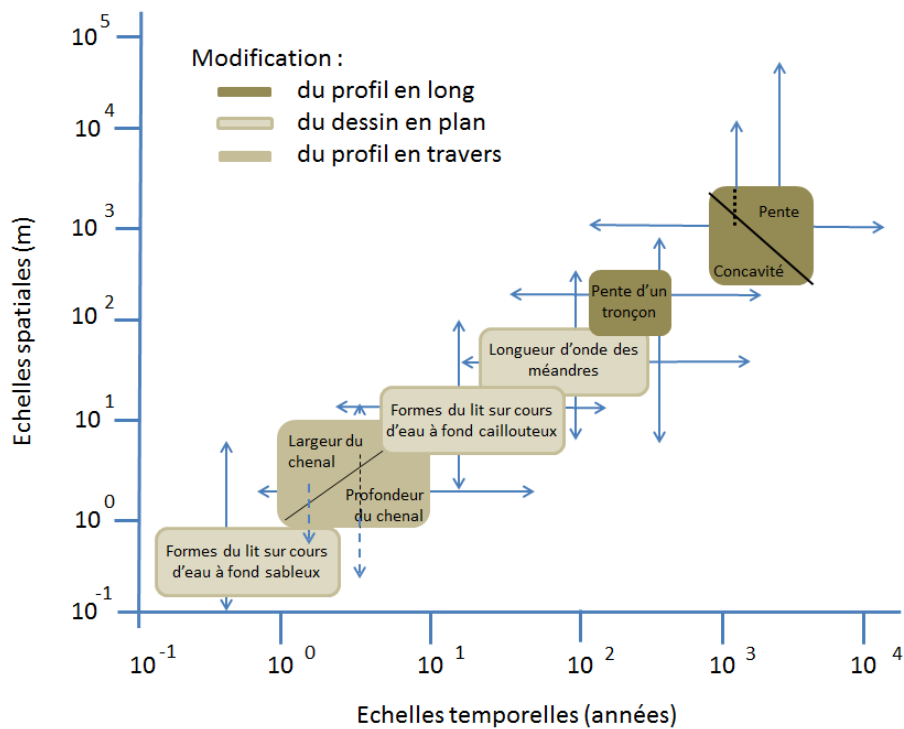 10 5
10 4
10 3
10 2
10 1
10 0
10 -1
Echelles spatiales (m)
Modification :
du profil en long
du dessin en plan
du profil en travers
Pente
Concavité
Pente d'un
tronçon
Longueur d'onde des
méandres
Formes du lit sur cours
d'eau à fond caillouteux
Largeur du
chenal
Profondeur
du chenal
Formes du lit sur cours
d'eau à fond sableux
10 -1
10 0
10 1
10 2
10 3
10 4
Echelles temporelles (années)